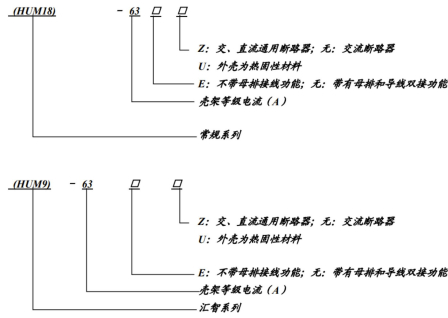 (HUM18) - 63 □ □
Z：交、直流通用断路器；无：交流断路器
U：外壳为热固性材料
E：不带母排接线功能；无：带有母排和导线双接功能
壳架等级电流（A）
常规系列
(HUM9) - 63 □ □
Z：交、直流通用断路器；无：交流断路器
U：外壳为热固性材料
E：不带母排接线功能；无：带有母排和导线双接功能
壳架等级电流（A）
汇智系列